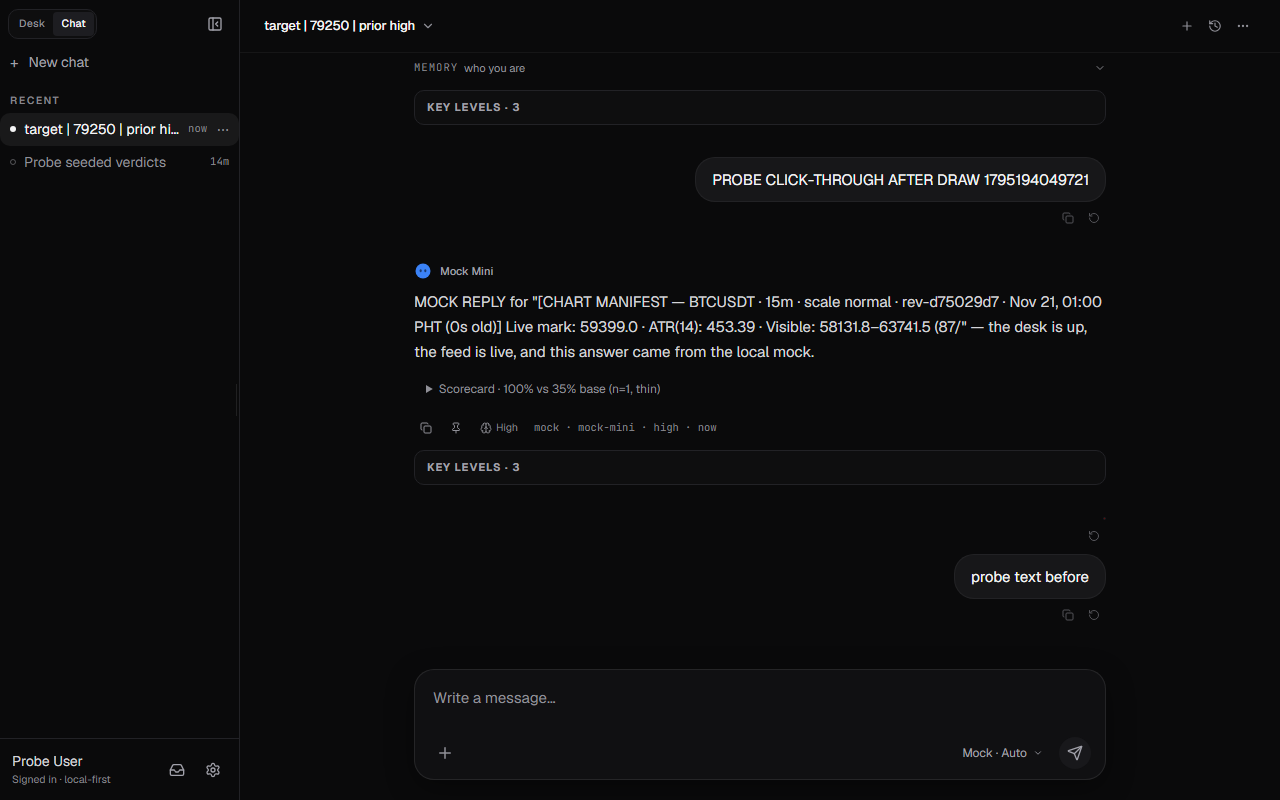 Desk Chat
target | 79250 | prior high
+ New chat
RECENT
target | 79250 | prior hi... now
Probe seeded verdicts 14m
MEMORY who you are
KEY LEVELS · 3
PROBE CLICK-THROUGH AFTER DRAW 1795194049721
Mock Mini
MOCK REPLY for "[CHART MANIFEST — BTCUSDT · 15m · scale normal · rev-d75029d7 · Nov 21, 01:00
PHT (0s old)] Live mark: 59399.0 · ATR(14): 453.39 · Visible: 58131.8–63741.5 (87/" — the desk is up,
the feed is live, and this answer came from the local mock.
Scorecard · 100% vs 35% base (n=1, thin)
High mock · mock-mini · high · now
KEY LEVELS · 3
probe text before
Write a message...
Mock · Auto
Probe User
Signed in · local-first